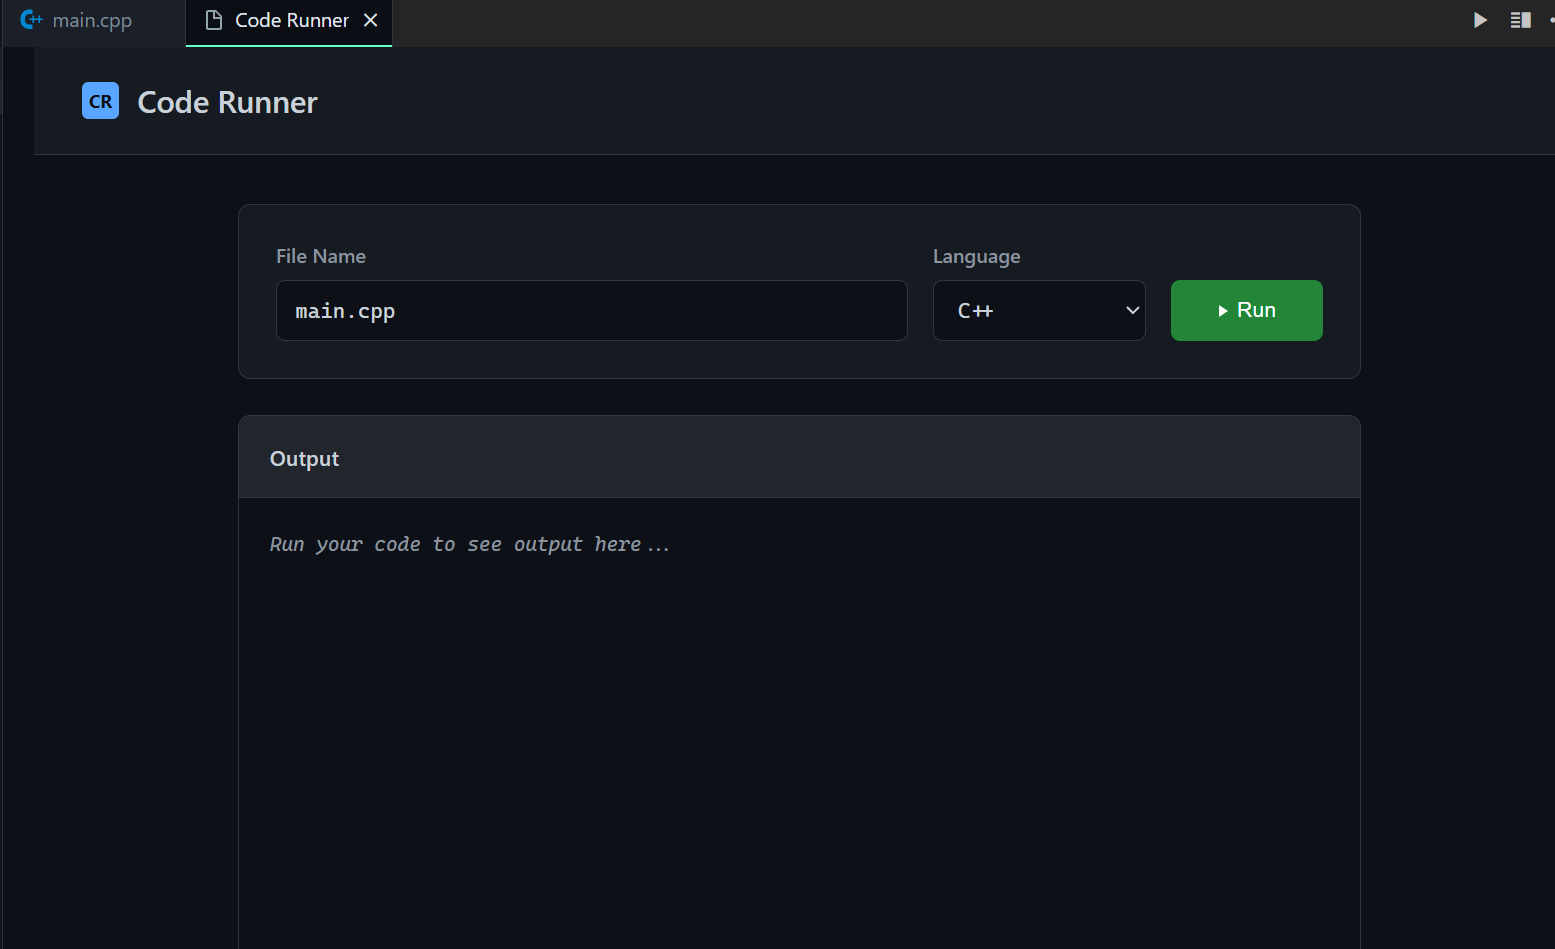 main.cpp
Code Runner
CR
Code Runner
File Name
Language
main.cpp
C++
Run
Output
Run your code to see output here...